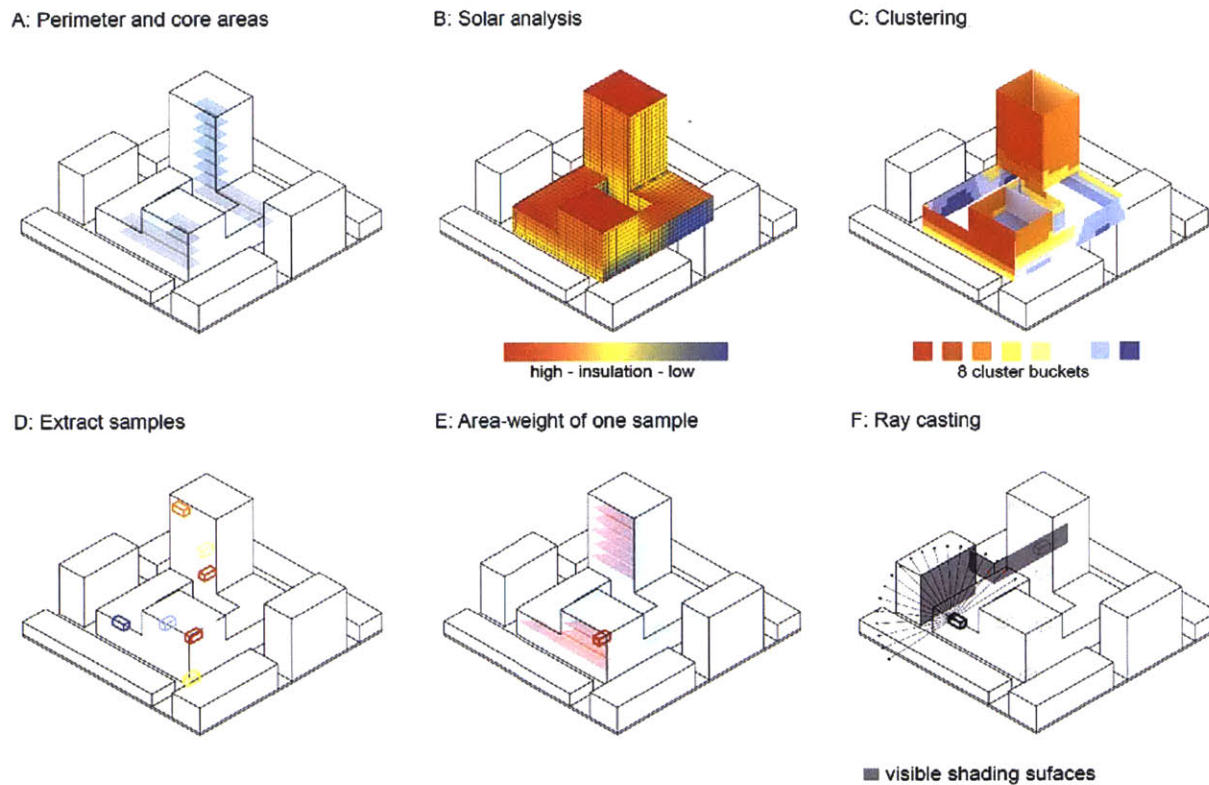 A: Perimeter and core areas
B: Solar analysis
C: Clustering
high - insulation - low
8 cluster buckets
D: Extract samples
E: Area-weight of one sample
F: Ray casting
visible shading sufaces